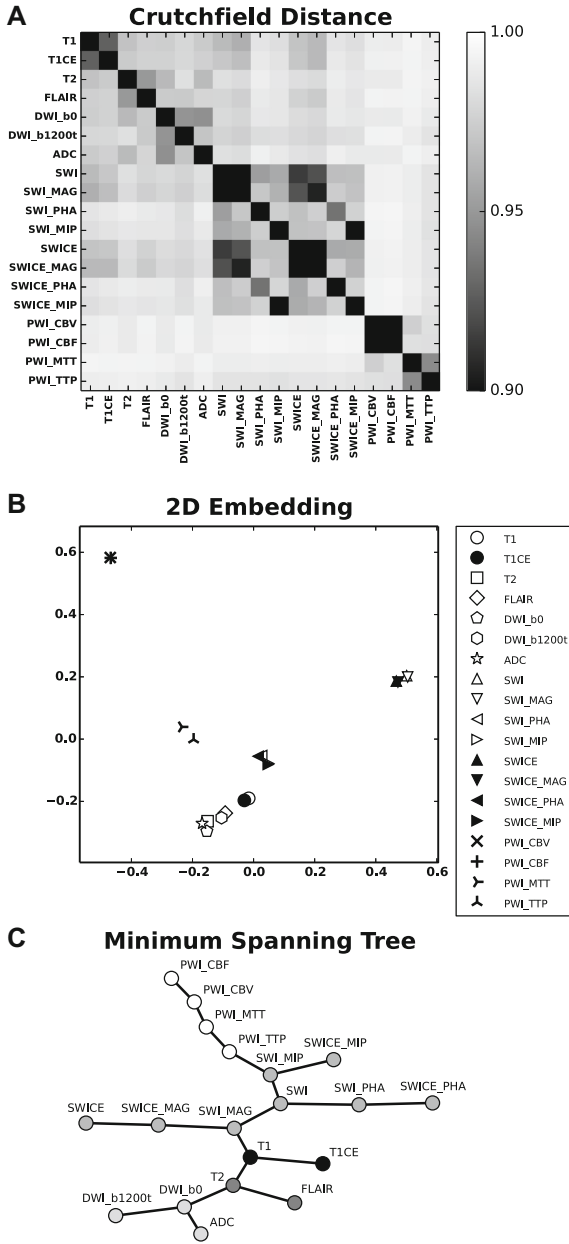 A
Crutchfield Distance
T1
T1CE
T2
FLAIR
DWI_b0
DWI_b1200t
ADC
SWI
SWI_MAG
SWI_PHA
SWI_MIP
SWICE
SWICE_MAG
SWICE_PHA
SWICE_MIP
PWI_CBV
PWI_CBF
PWI_MTT
PWI_TTP
T1
T1CE
T2
FLAIR
DWI_b0
DWI_b1200t
ADC
SWI
SWI_MAG
SWI_PHA
SWI_MIP
SWICE
SWICE_MAG
SWICE_PHA
SWICE_MIP
PWI_CBV
PWI_CBF
PWI_MTT
PWI_TTP
1.00
0.95
0.90
B
2D Embedding
0.6
0.4
0.2
0.0
−0.2
−0.4 −0.2 0.0 0.2 0.4 0.6
T1
T1CE
T2
FLAIR
DWI_b0
DWI_b1200t
ADC
SWI
SWI_MAG
SWI_PHA
SWI_MIP
SWICE
SWICE_MAG
SWICE_PHA
SWICE_MIP
PWI_CBV
PWI_CBF
PWI_MTT
PWI_TTP
C
Minimum Spanning Tree
PWI_CBF
PWI_CBV
PWI_MTT
PWI_TTP
SWICE_MIP
SWI_MIP
SWI
SWI_PHA
SWICE_PHA
SWICE
SWICE_MAG
SWI_MAG
T1
T1CE
T2
FLAIR
DWI_b0
DWI_b1200t
ADC